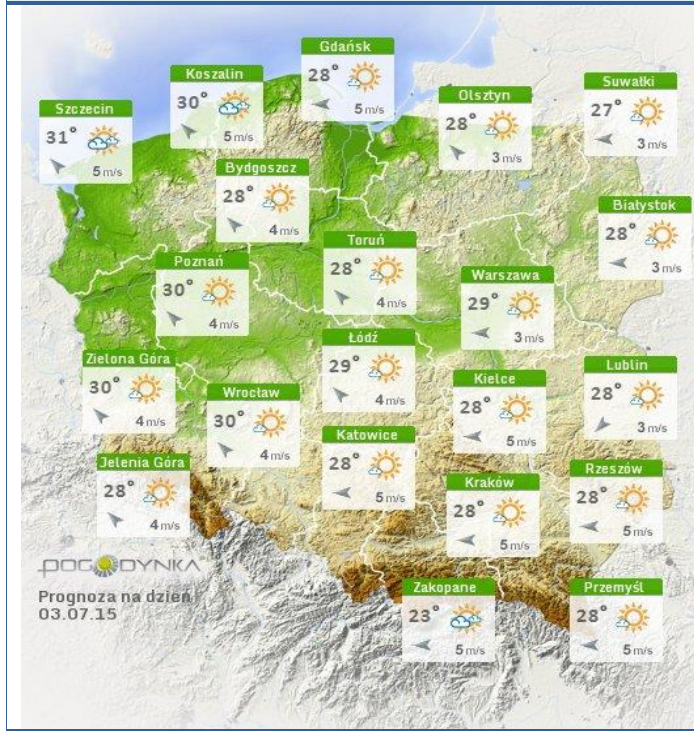 Gdańsk
28°
5 m/s
Koszalin
30°
5 m/s
Szczecin
31°
5 m/s
Olsztyn
28°
3 m/s
Suwałki
27°
3 m/s
Bydgoszcz
28°
4 m/s
Białystok
28°
3 m/s
Toruń
28°
4 m/s
Poznań
30°
4 m/s
Warszawa
29°
3 m/s
Łódź
29°
4 m/s
Zielona Góra
30°
4 m/s
Wrocław
30°
4 m/s
Kielce
28°
5 m/s
Lublin
28°
3 m/s
Katowice
28°
5 m/s
Jelenia Góra
28°
4 m/s
Kraków
28°
5 m/s
Rzeszów
28°
5 m/s
POGODYNKA
Prognoza na dzień
03.07.15
Zakopane
23°
5 m/s
Przemyśl
28°
5 m/s